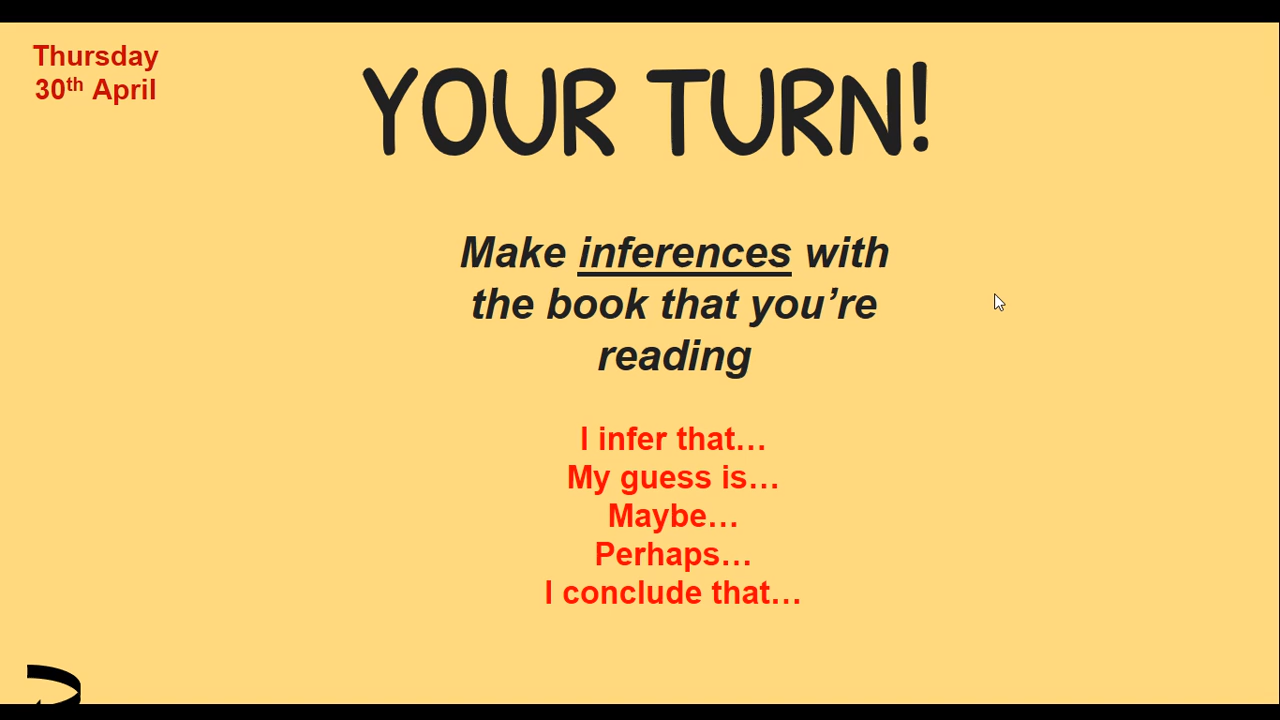 Thursday
30th April
YOUR TURN!
Make inferences with
the book that you’re
reading
I infer that…
My guess is…
Maybe…
Perhaps…
I conclude that…